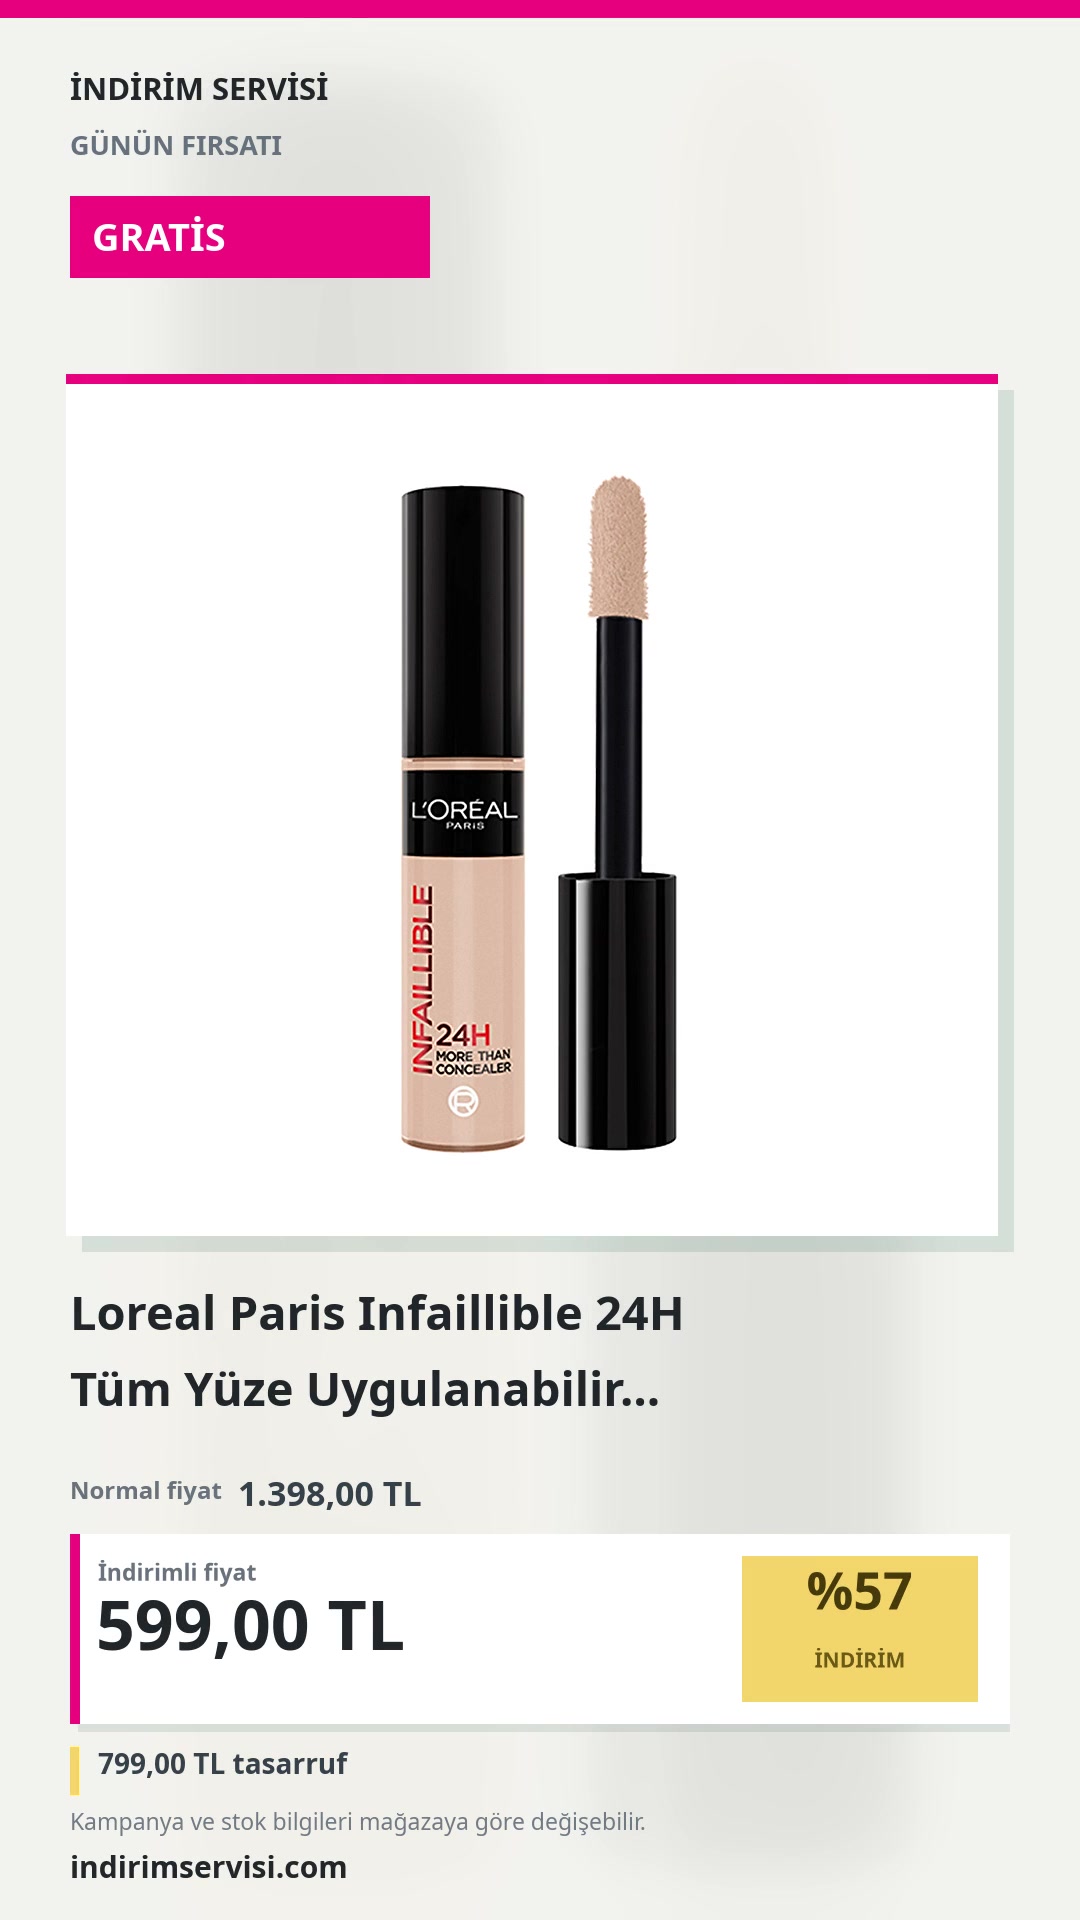 İNDİRİM SERVİSİ
GÜNÜN FIRSATI
GRATİS
L'ORÉAL
PARIS
INFAILLIBLE
24H
MORE THAN
CONCEALER
Loreal Paris Infaillible 24H
Tüm Yüze Uygulanabilir...
Normal fiyat 1.398,00 TL
İndirimli fiyat
599,00 TL
%57
İNDİRİM
799,00 TL tasarruf
Kampanya ve stok bilgileri mağazaya göre değişebilir.
indirimservisi.com